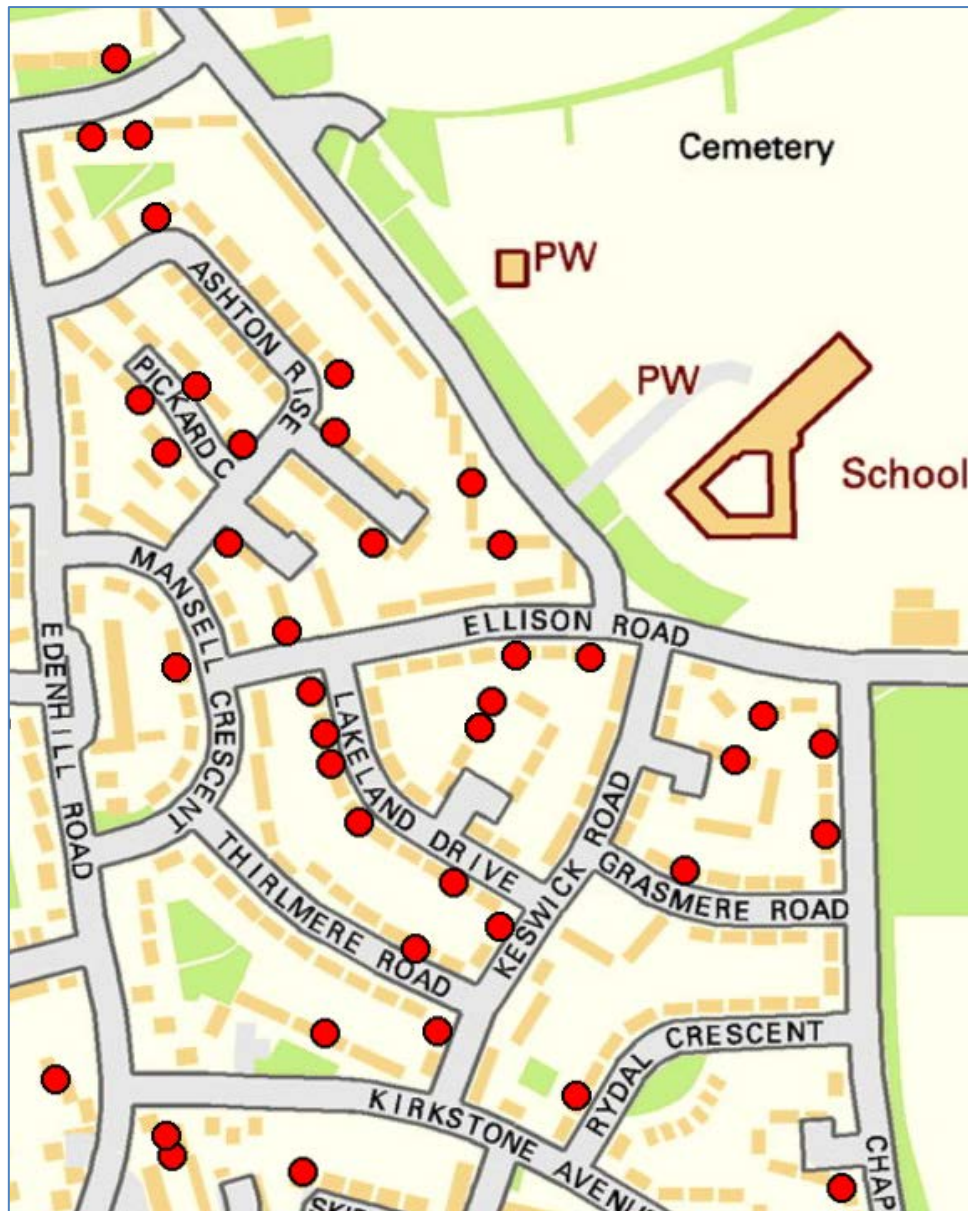 Cemetery
PW
ASHTON RISE
PICKARD C
PW
School
MANSELL CRESCENT
ELLISON ROAD
EDENHILL ROAD
LAKELAND DRIVE
KESWICK ROAD
THIRLMERE ROAD
GRASMERE ROAD
RYDAL CRESCENT
KIRKSTONE AVENU
CHAP